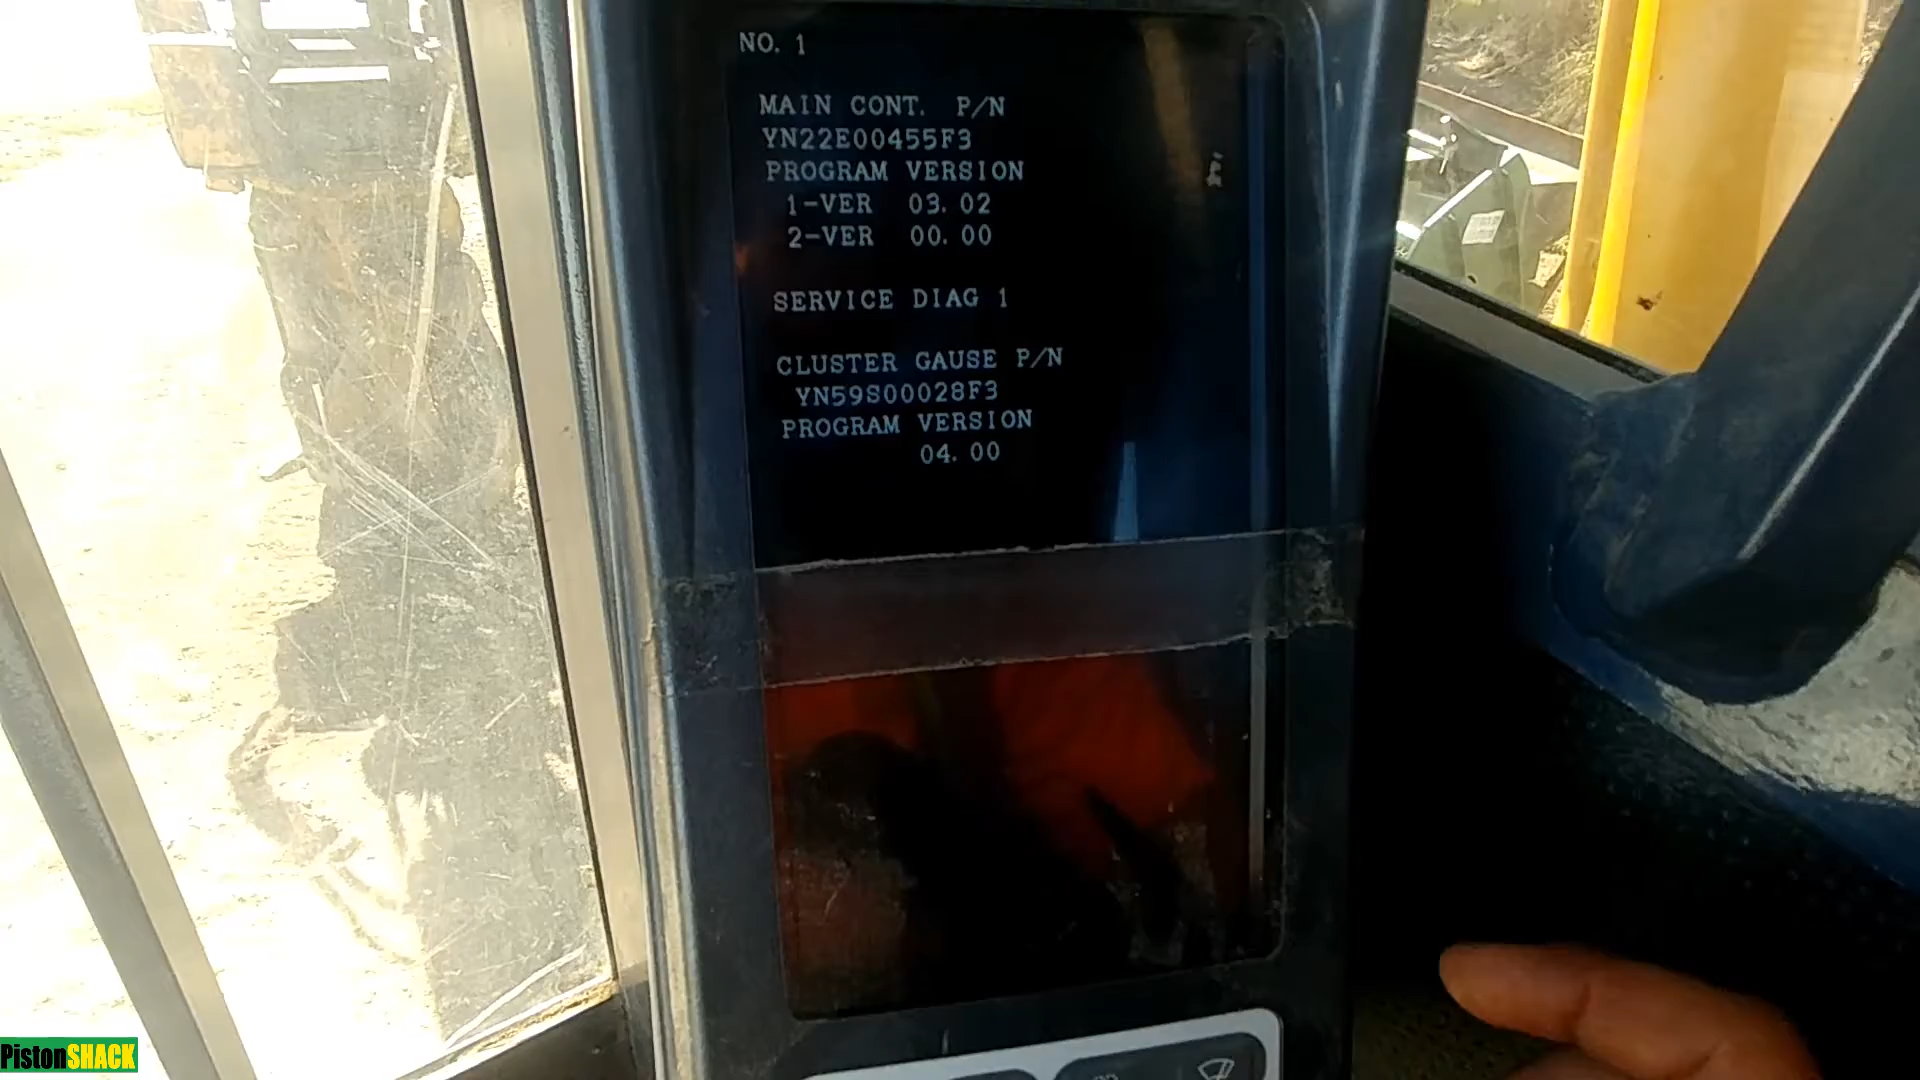 NO. 1
MAIN CONT. P/N
YN22E00455F3
PROGRAM VERSION
1-VER 03. 02
2-VER 00. 00
SERVICE DIAG 1
CLUSTER GAUSE P/N
YN59S00028F3
PROGRAM VERSION
04. 00
PistonSHACK